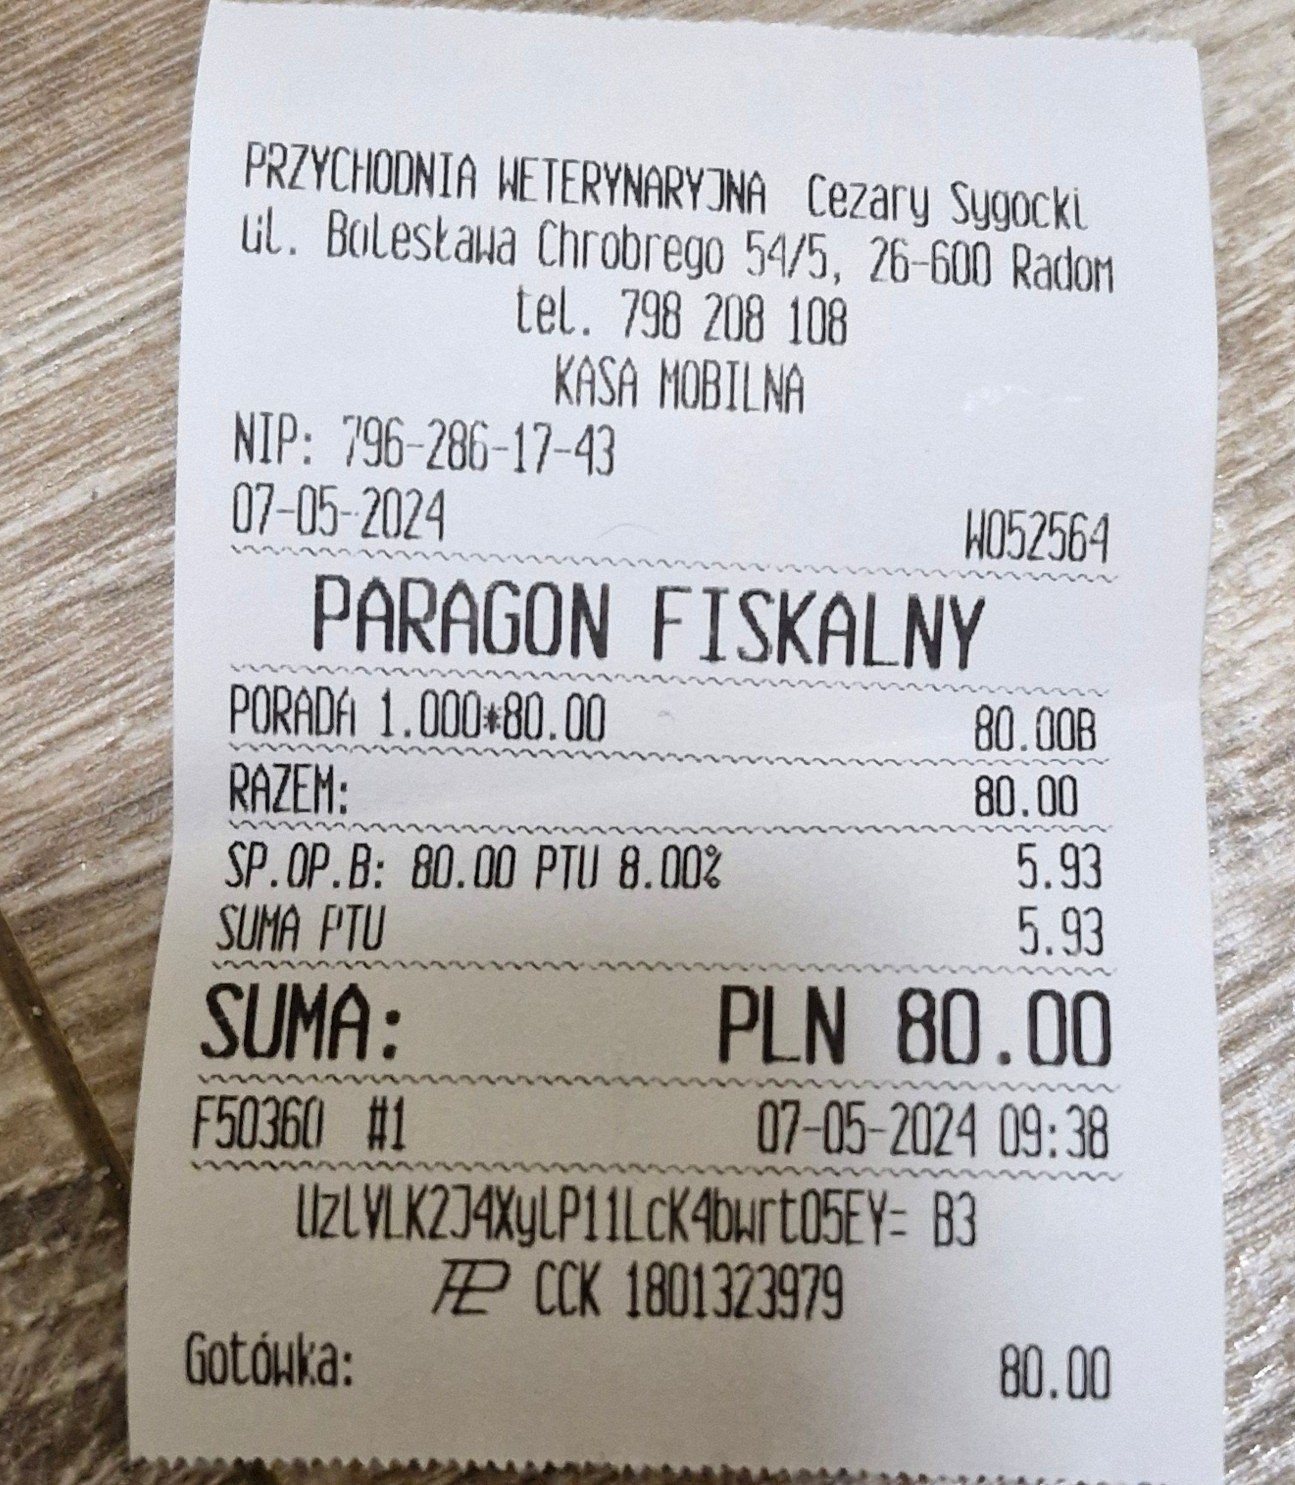 PRZYCHODNIA WETERYNARYJNA Cezary Sygocki
ul. Bolesława Chrobrego 54/5, 26-600 Radom
tel. 798 208 108
KASA MOBILNA
NIP: 796-286-17-43
07-05-2024 W052564
PARAGON FISKALNY
PORADA 1.000*80.00 80.00B
RAZEM: 80.00
SP.OP.B: 80.00 PTU 8.00% 5.93
SUMA PTU 5.93
SUMA: PLN 80.00
F50360 #1 07-05-2024 09:38
UzlVLK2J4XylP11LcK4bwrtO5EY= B3
CCK 1801323979
Gotówka: 80.00